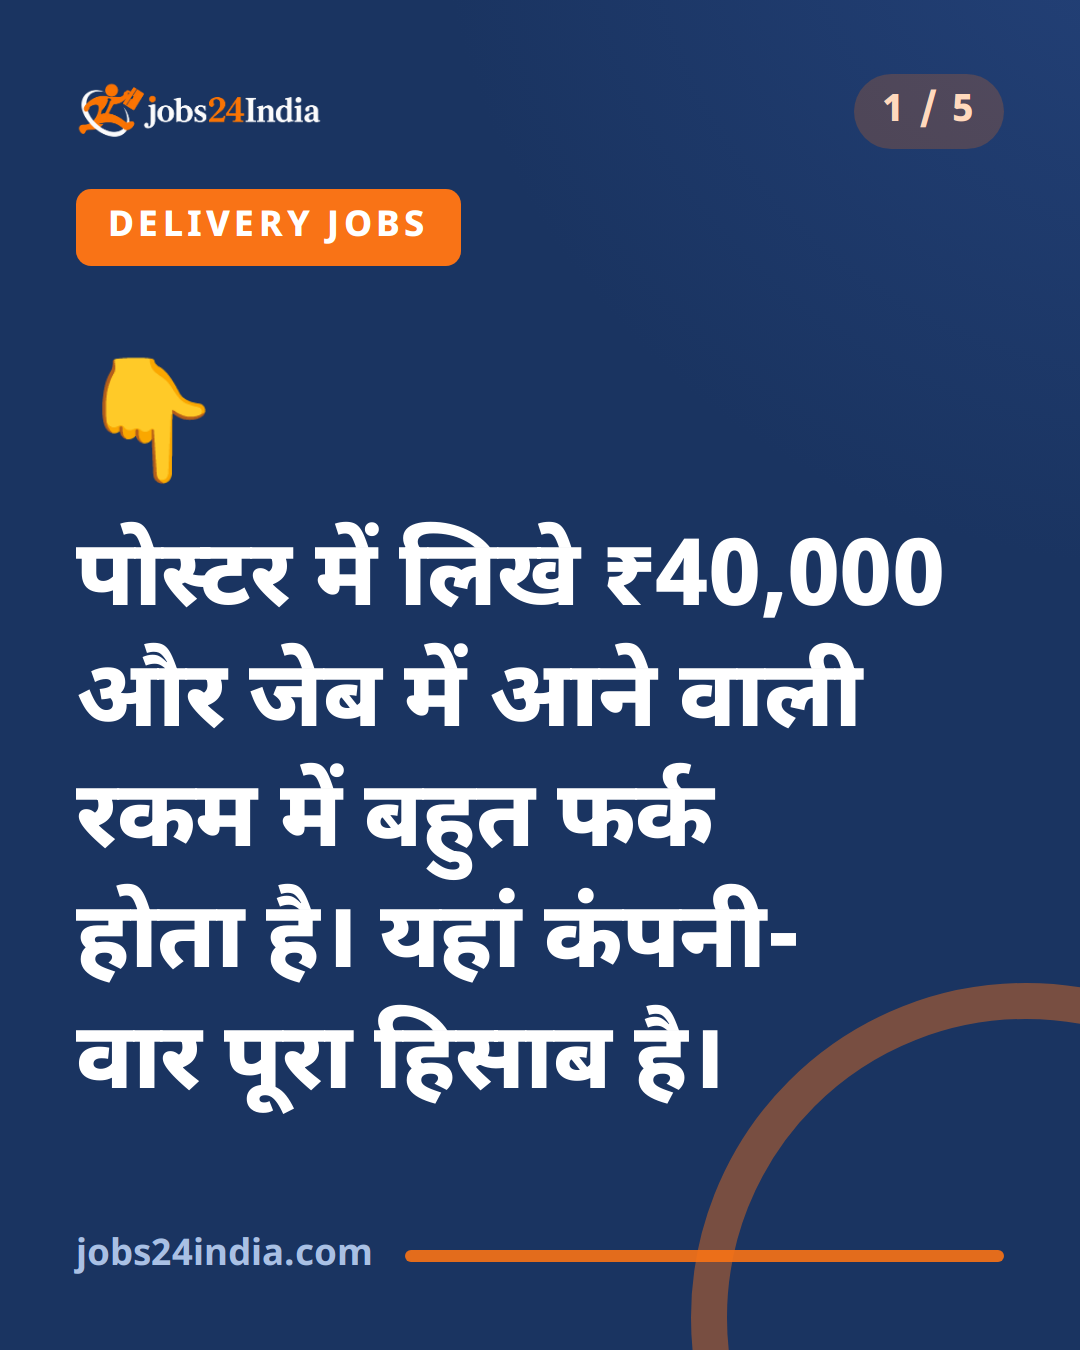 jobs24India
1 / 5
DELIVERY JOBS
पोस्टर में लिखे ₹40,000
और जेब में आने वाली
रकम में बहुत फर्क
होता है। यहां कंपनी-
वार पूरा हिसाब है।
jobs24india.com